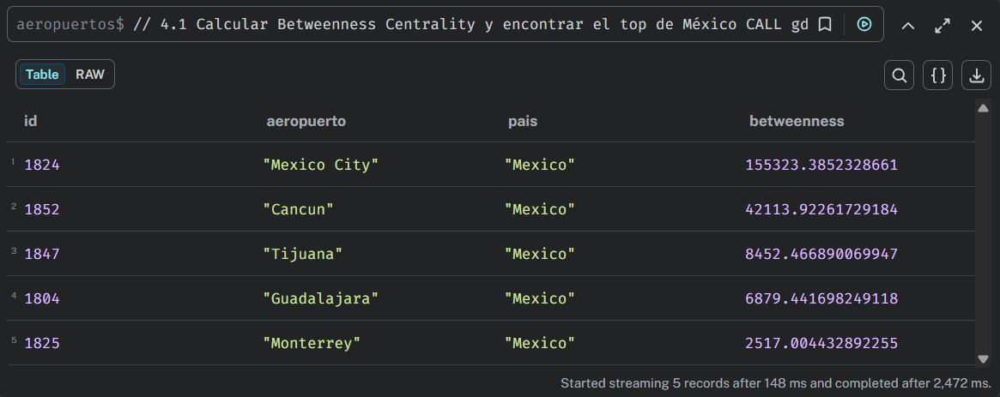 aeropuertos$ // 4.1 Calcular Betweenness Centrality y encontrar el top de México CALL gd
Table RAW
id aeropuerto pais betweenness
1 1824 "Mexico City" "Mexico" 155323.3852328661
2 1852 "Cancun" "Mexico" 42113.92261729184
3 1847 "Tijuana" "Mexico" 8452.466890069947
4 1804 "Guadalajara" "Mexico" 6879.441698249118
5 1825 "Monterrey" "Mexico" 2517.004432892255
Started streaming 5 records after 148 ms and completed after 2,472 ms.